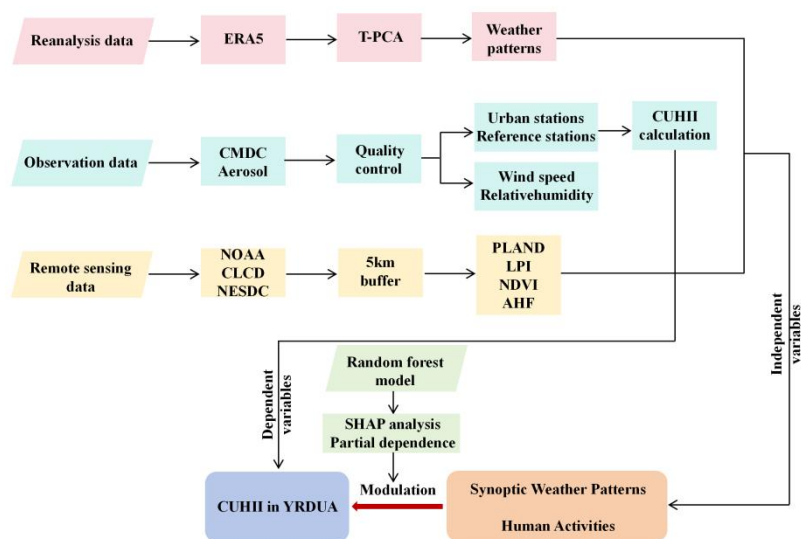 Reanalysis data
ERA5
T-PCA
Weather
patterns
Observation data
CMDC
Aerosol
Quality
control
Urban stations
Reference stations
CUHII
calculation
Wind speed
Relativehumidity
Remote sensing
data
NOAA
CLCD
NESDC
5km
buffer
PLAND
LPI
NDVI
AHF
Independent
variables
Dependent
variables
Random forest
model
SHAP analysis
Partial dependence
Modulation
CUHII in YRDUA
Synoptic Weather Patterns
Human Activities